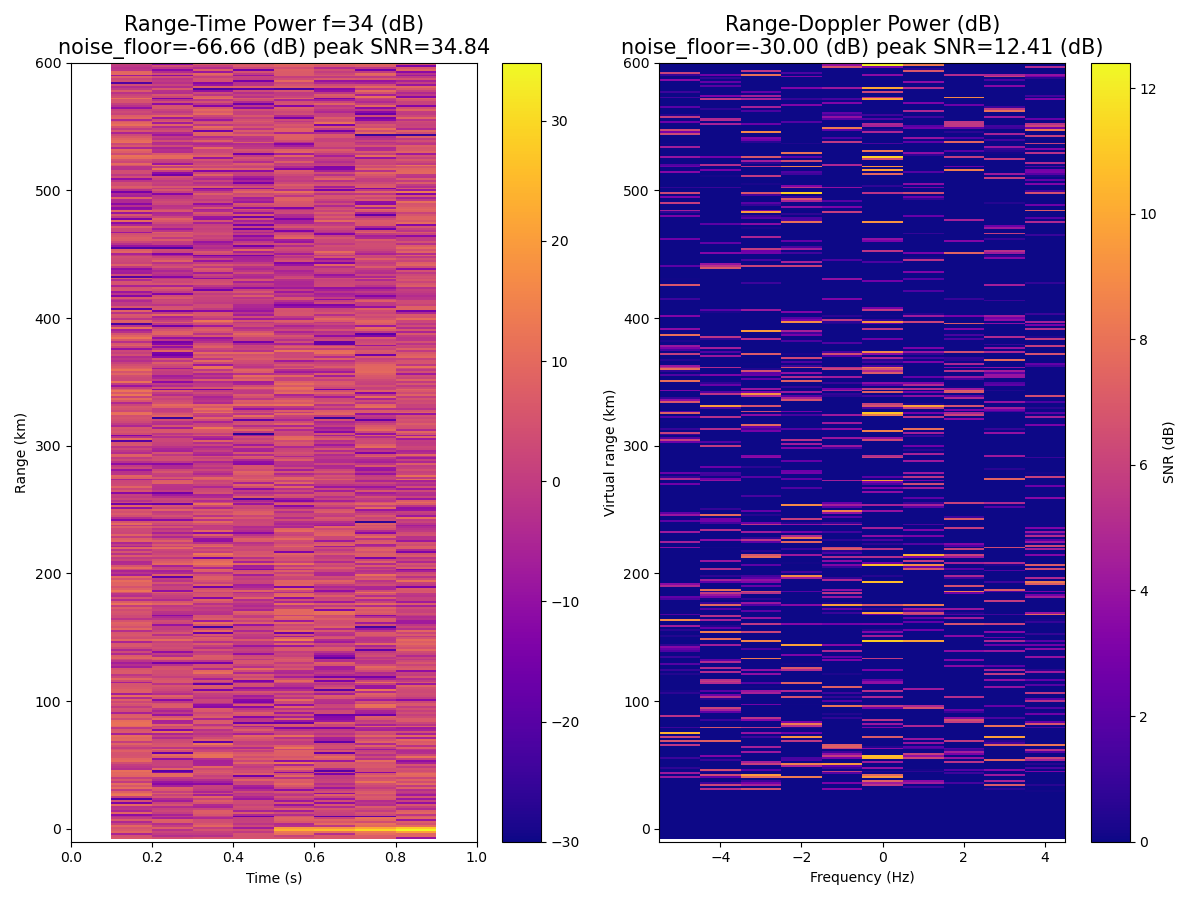 Range-Time Power f=34 (dB)
noise_floor=-66.66 (dB) peak SNR=34.84
Range-Doppler Power (dB)
noise_floor=-30.00 (dB) peak SNR=12.41 (dB)
Range (km)
600
500
400
300
200
100
0
0.0 0.2 0.4 0.6 0.8 1.0
Time (s)
30
20
10
0
−10
−20
−30
Virtual range (km)
600
500
400
300
200
100
0
−4 −2 0 2 4
Frequency (Hz)
12
10
8
6
4
2
0
SNR (dB)